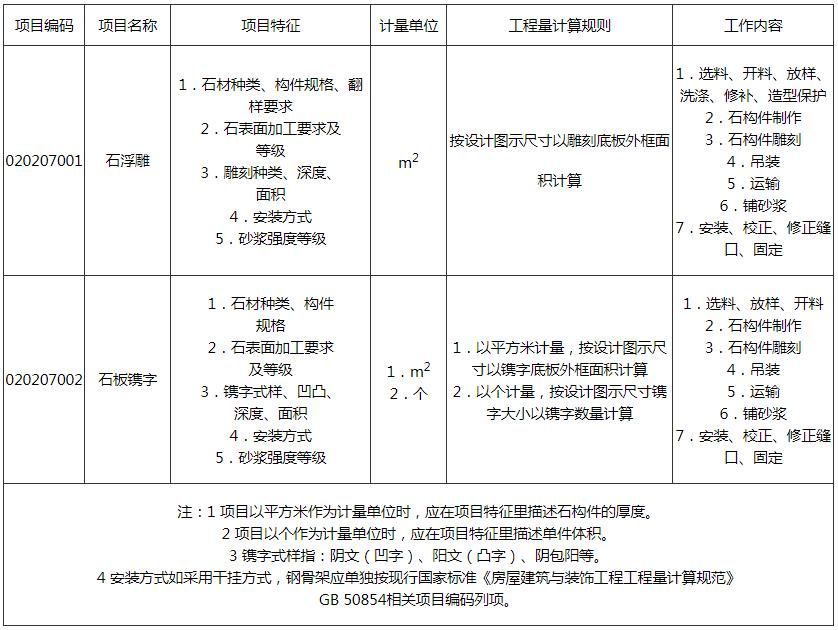 项目编码 项目名称 项目特征 计量单位 工程量计算规则 工作内容
020207001
石浮雕
1．石材种类、构件规格、翻
样要求
2．石表面加工要求及
等级
3．雕刻种类、深度、
面积
4．安装方式
5．砂浆强度等级
m²
按设计图示尺寸以雕刻底板外框面
积计算
1．选料、开料、放样、
洗涤、修补、造型保护
2．石构件制作
3．石构件雕刻
4．吊装
5．运输
6．铺砂浆
7．安装、校正、修正缝
口、固定
020207002
石板镌字
1．石材种类、构件
规格
2．石表面加工要求
及等级
3．镌字式样、凹凸、
深度、面积
4．安装方式
5．砂浆强度等级
1．m²
2．个
1．以平方米计量，按设计图示尺
寸以镌字底板外框面积计算
2．以个计量，按设计图示尺寸镌
字大小以镌字数量计算
1．选料、放样、开料
2．石构件制作
3．石构件雕刻
4．吊装
5．运输
6．铺砂浆
7．安装、校正、修正缝
口、固定
注：1 项目以平方米作为计量单位时，应在项目特征里描述石构件的厚度。
2 项目以个作为计量单位时，应在项目特征里描述单件体积。
3 镌字式样指：阴文（凹字）、阳文（凸字）、阴包阳等。
4 安装方式如采用干挂方式，钢骨架应单独按现行国家标准《房屋建筑与装饰工程工程量计算规范》
GB 50854相关项目编码列项。